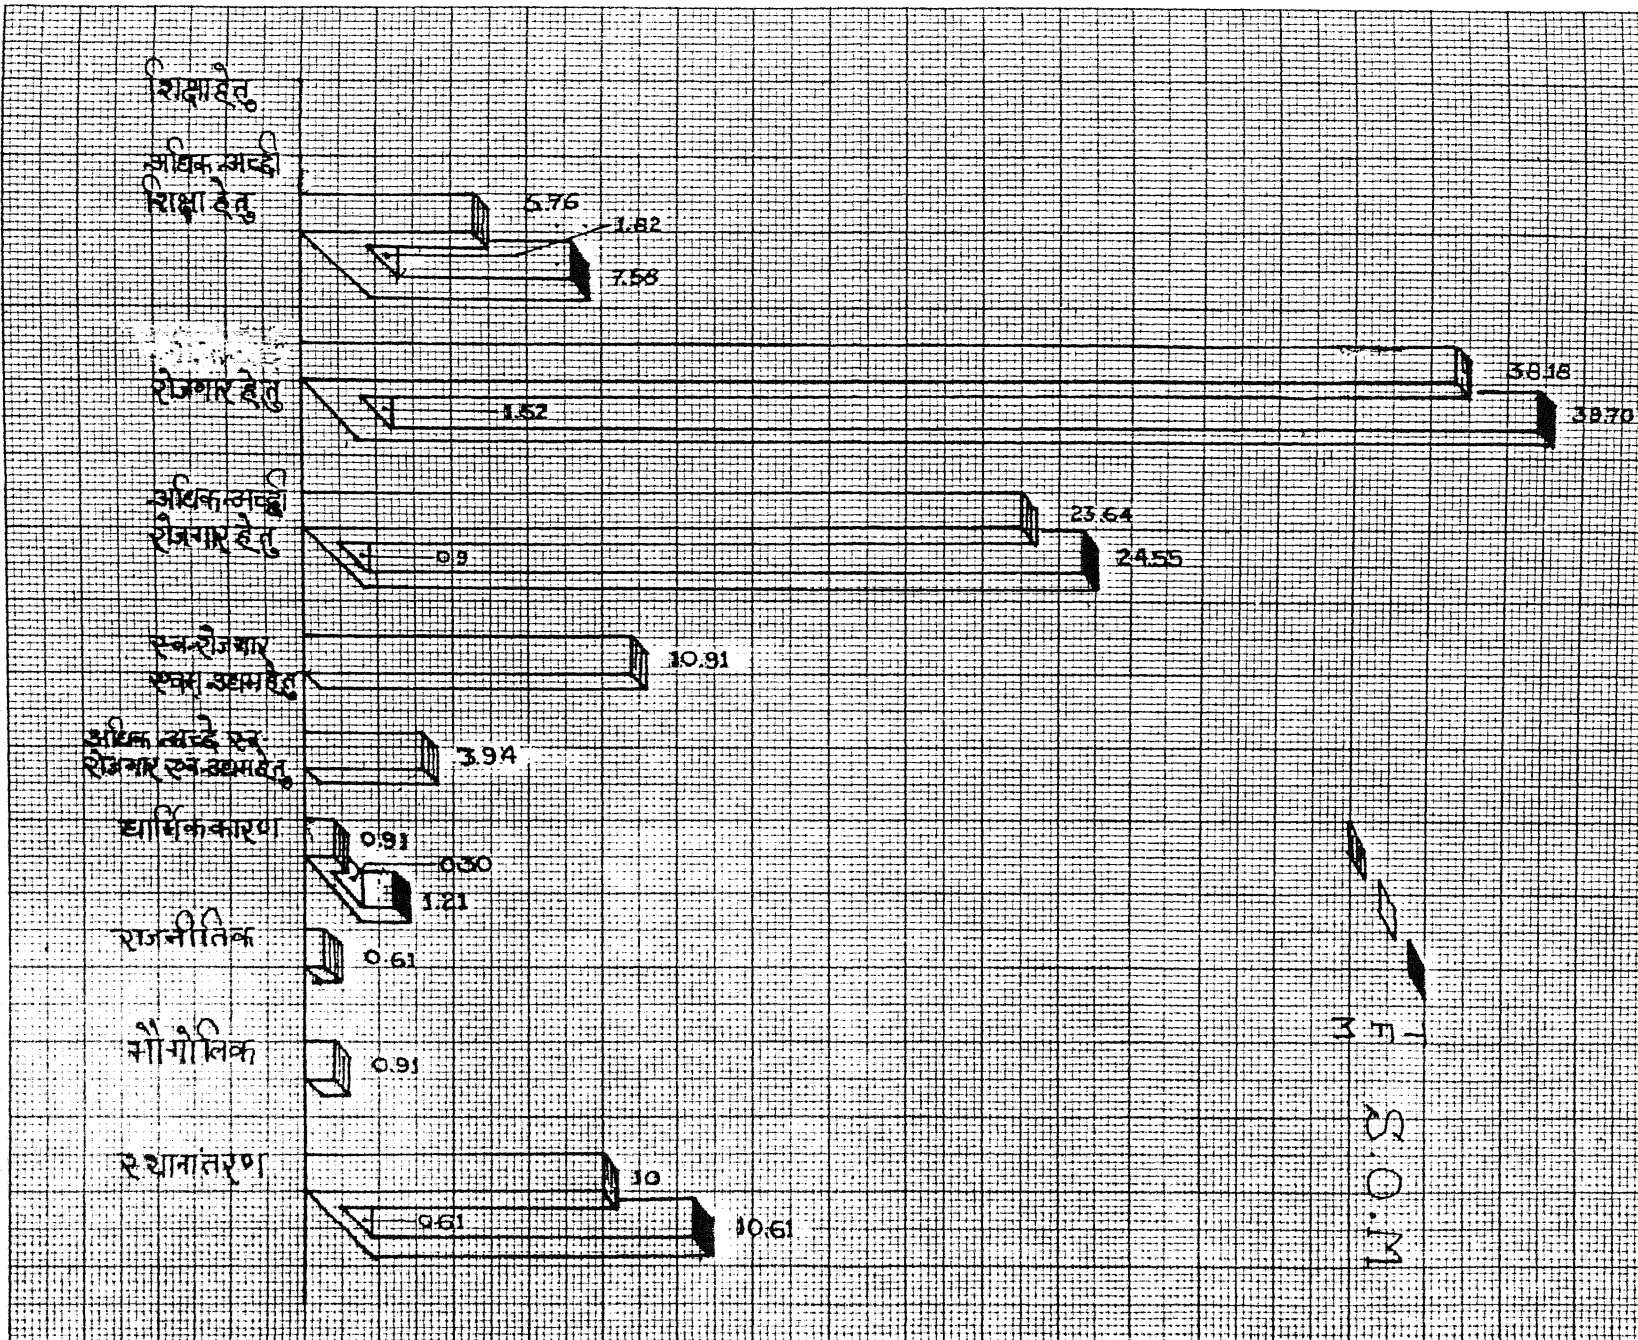 शिक्षा हेतु
अधिक अच्छी
शिक्षा हेतु
5.76
1.82
7.58
रोजगार हेतु
38.18
1.52
39.70
अधिक अच्छी
रोजगार हेतु
23.64
0.9
24.55
स्व-रोजगार
एवम् उद्यम हेतु
10.91
अधिक अच्छे स्व-
रोजगार एवं उद्यम हेतु
3.94
धार्मिक कारण
0.91
0.30
1.21
राजनीतिक
0.61
भौगोलिक
0.91
स्थानांतरण
10
0.61
10.61
M F T
S.O.M